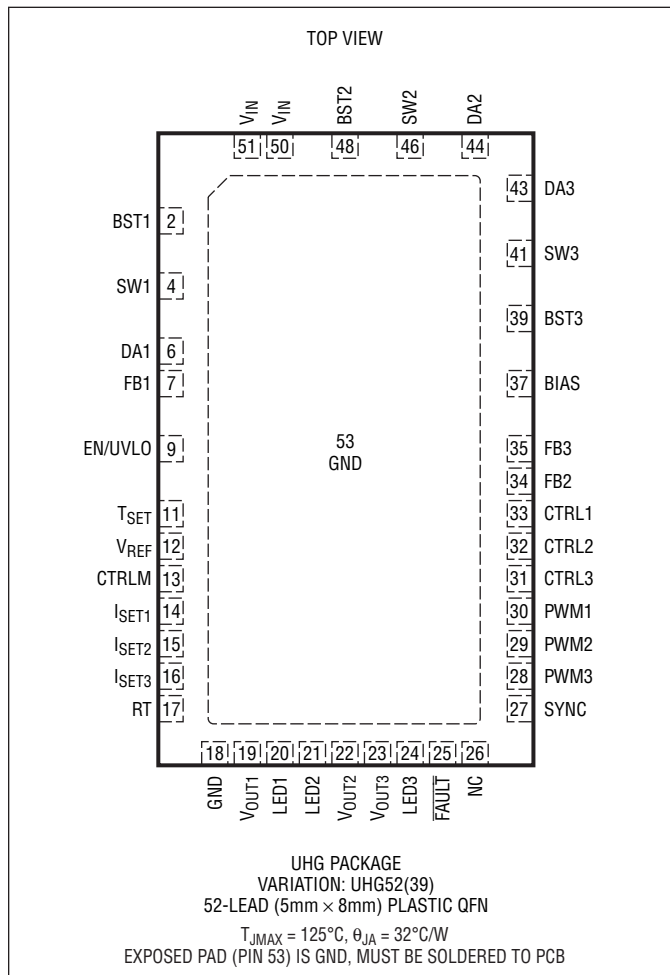 TOP VIEW
VIN
VIN
BST2
SW2
DA2
51
50
48
46
44
BST1 2
SW1 4
DA1 6
FB1 7
EN/UVLO 9
TSET 11
VREF 12
CTRLM 13
ISET1 14
ISET2 15
ISET3 16
RT 17
53
GND
43 DA3
41 SW3
39 BST3
37 BIAS
35 FB3
34 FB2
33 CTRL1
32 CTRL2
31 CTRL3
30 PWM1
29 PWM2
28 PWM3
27 SYNC
18
19
20
21
22
23
24
25
26
GND
VOUT1
LED1
LED2
VOUT2
VOUT3
LED3
FAULT
NC
UHG PACKAGE
VARIATION: UHG52(39)
52-LEAD (5mm × 8mm) PLASTIC QFN
TJMAX = 125°C, θJA = 32°C/W
EXPOSED PAD (PIN 53) IS GND, MUST BE SOLDERED TO PCB